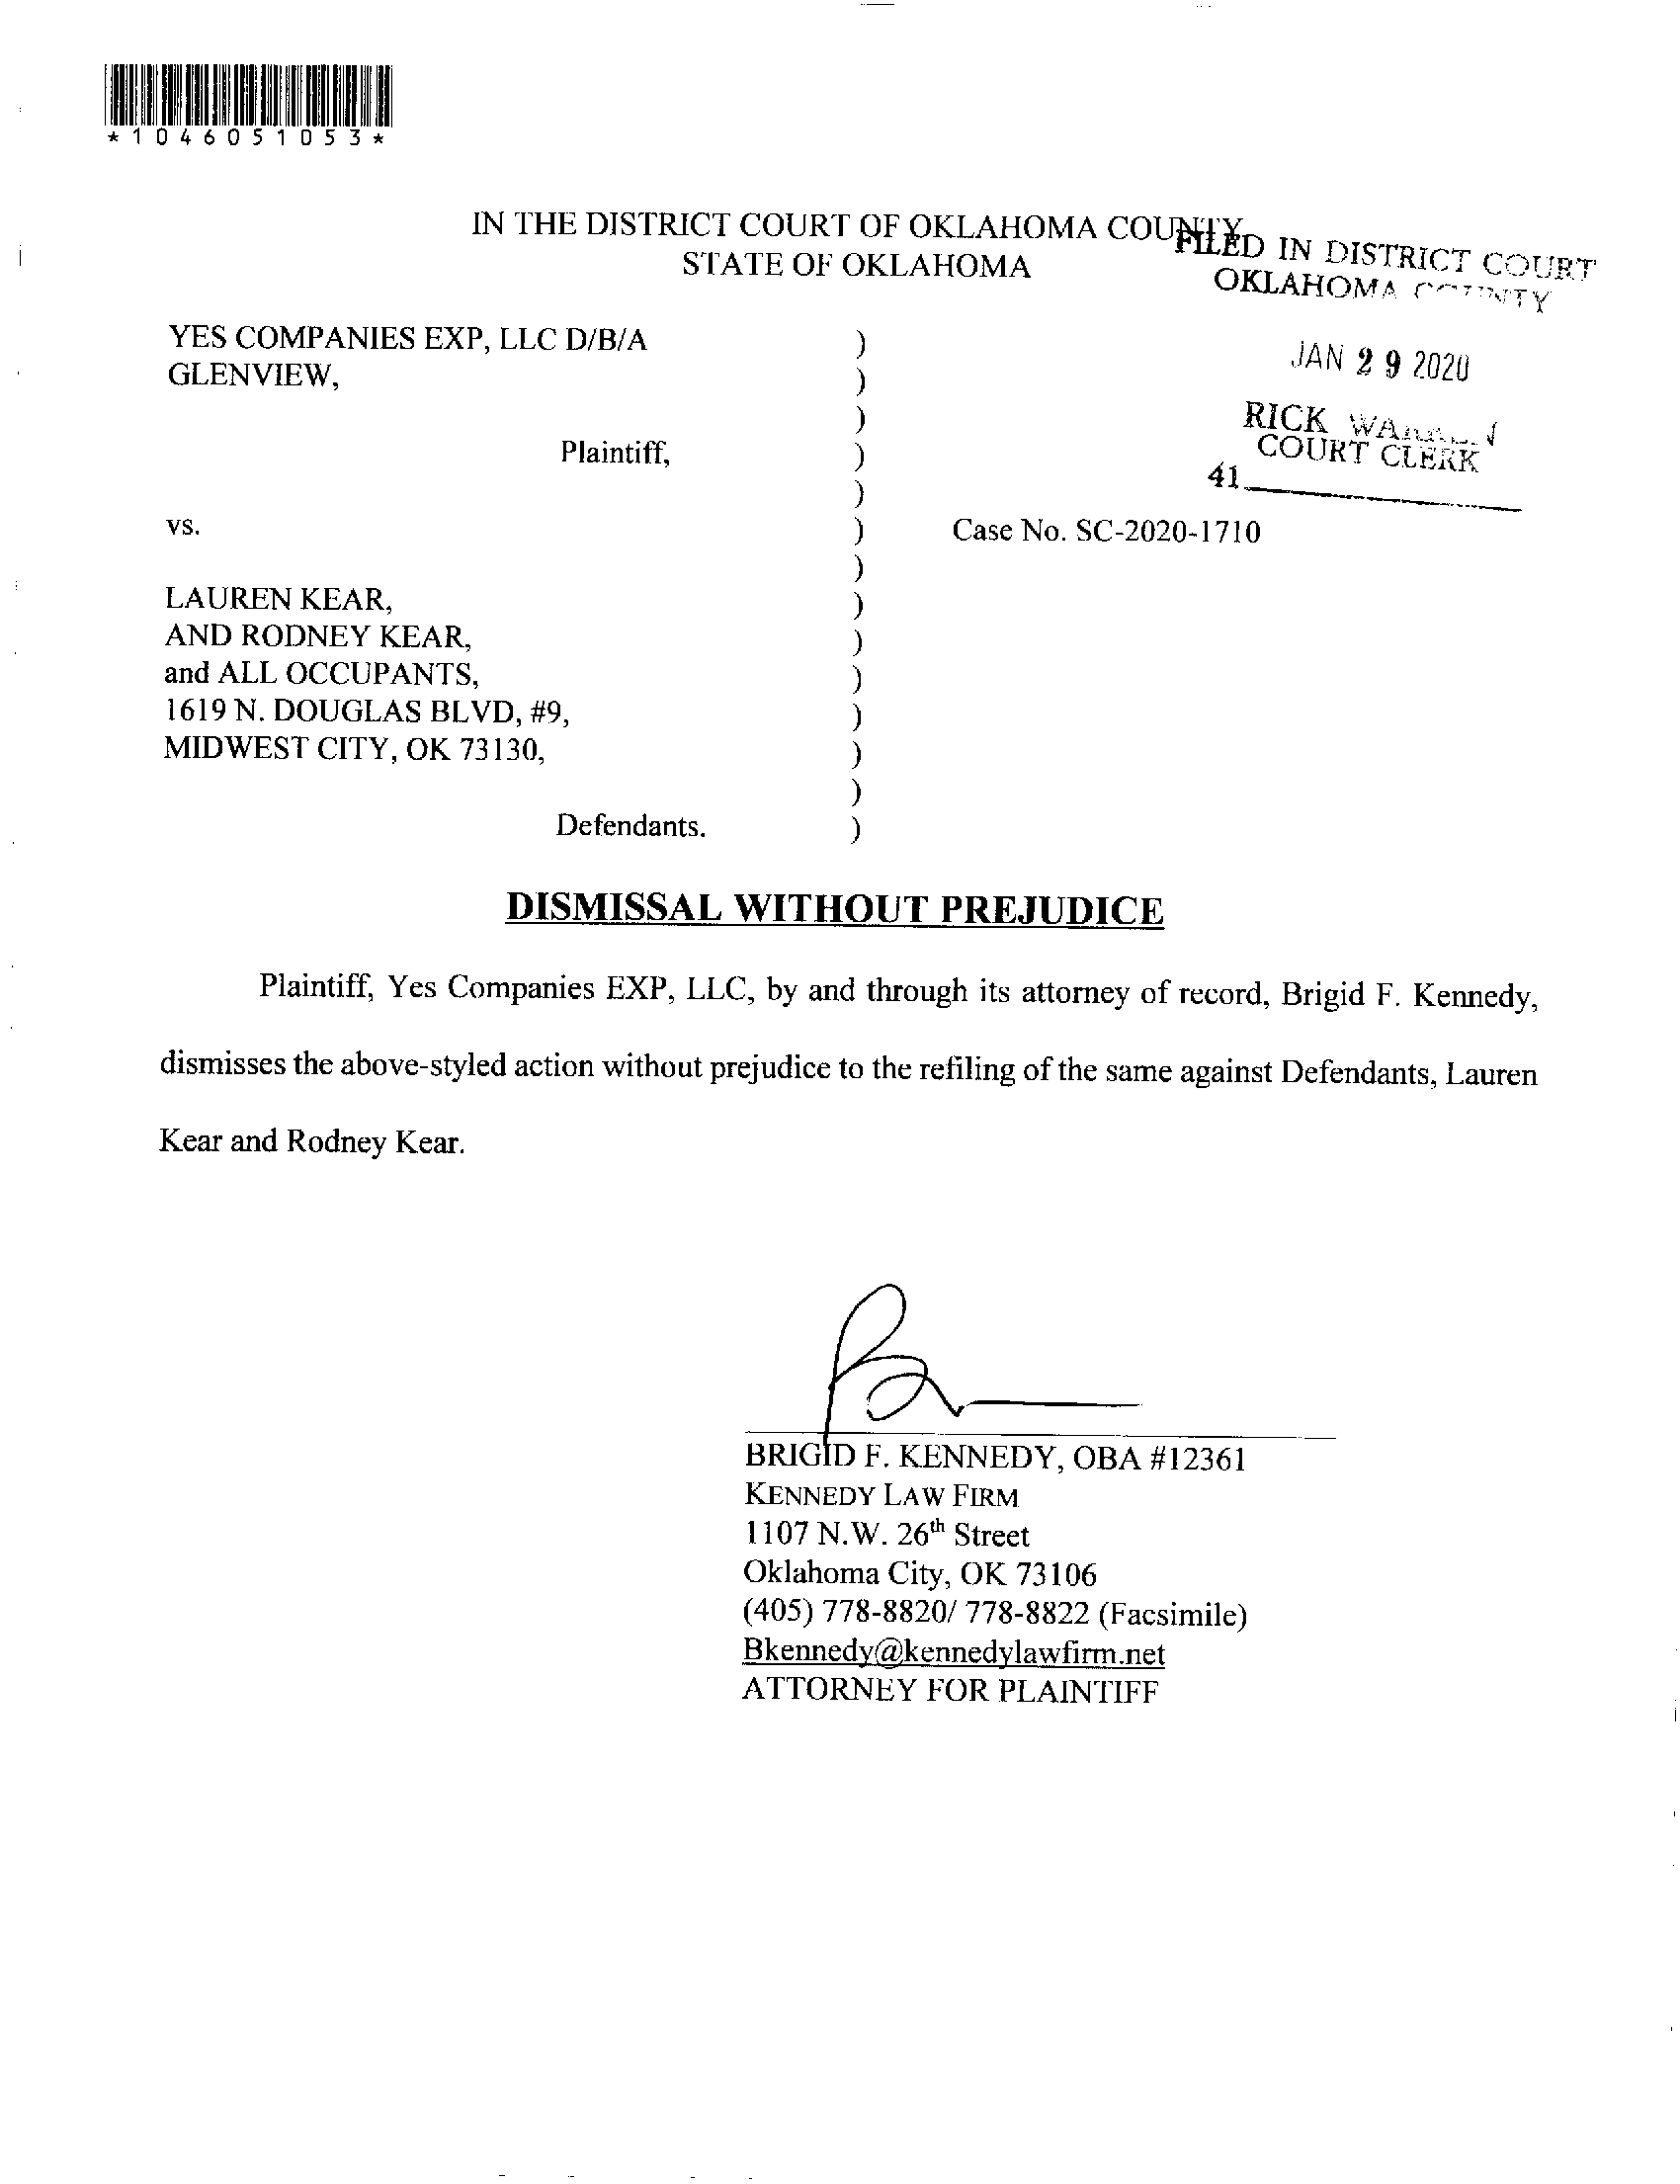 *1046051053*
IN THE DISTRICT COURT OF OKLAHOMA COUNTY
STATE OF OKLAHOMA
FILED IN DISTRICT COURT
OKLAHOMA COUNTY
JAN 29 2020
RICK WARREN
COURT CLERK
41
YES COMPANIES EXP, LLC D/B/A )
GLENVIEW, )
)
Plaintiff, )
)
vs. ) Case No. SC-2020-1710
)
LAUREN KEAR, )
AND RODNEY KEAR, )
and ALL OCCUPANTS, )
1619 N. DOUGLAS BLVD, #9, )
MIDWEST CITY, OK 73130, )
)
Defendants. )
DISMISSAL WITHOUT PREJUDICE
Plaintiff, Yes Companies EXP, LLC, by and through its attorney of record, Brigid F. Kennedy,
dismisses the above-styled action without prejudice to the refiling of the same against Defendants, Lauren
Kear and Rodney Kear.
BRIGID F. KENNEDY, OBA #12361
KENNEDY LAW FIRM
1107 N.W. 26th Street
Oklahoma City, OK 73106
(405) 778-8820/ 778-8822 (Facsimile)
Bkennedy@kennedylawfirm.net
ATTORNEY FOR PLAINTIFF